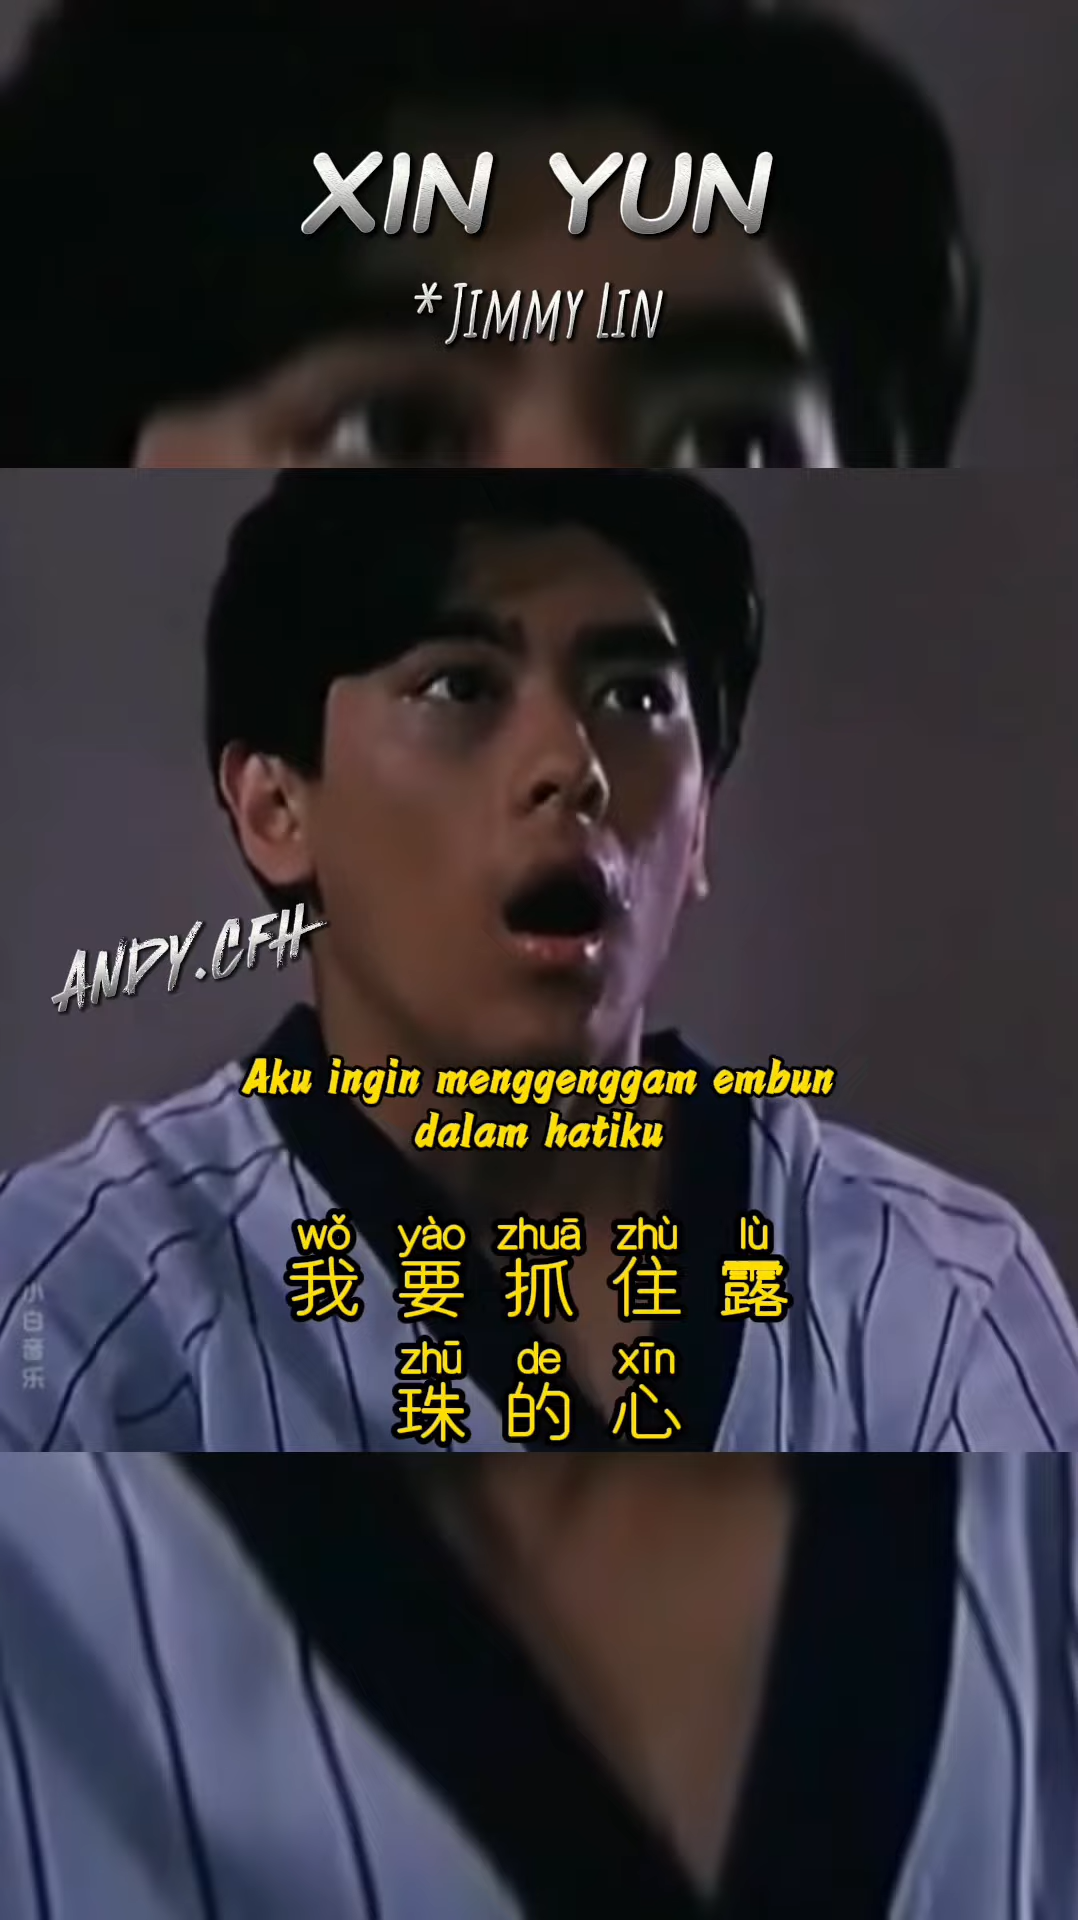 XIN YUN
*JIMMY LIN
ANDY.CFH
Aku ingin menggenggam embun
dalam hatiku
wǒ yào zhuā zhù lù
我 要 抓 住 露
zhū de xīn
珠 的 心
小白音乐